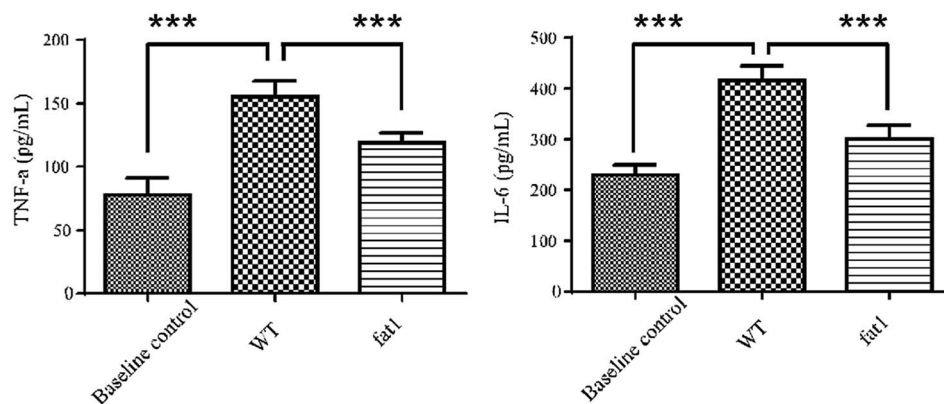 *** ***
TNF-a (pg/mL)
200
150
100
50
0
Baseline control
WT
fat1
*** ***
IL-6 (pg/mL)
500
400
300
200
100
0
Baseline control
WT
fat1